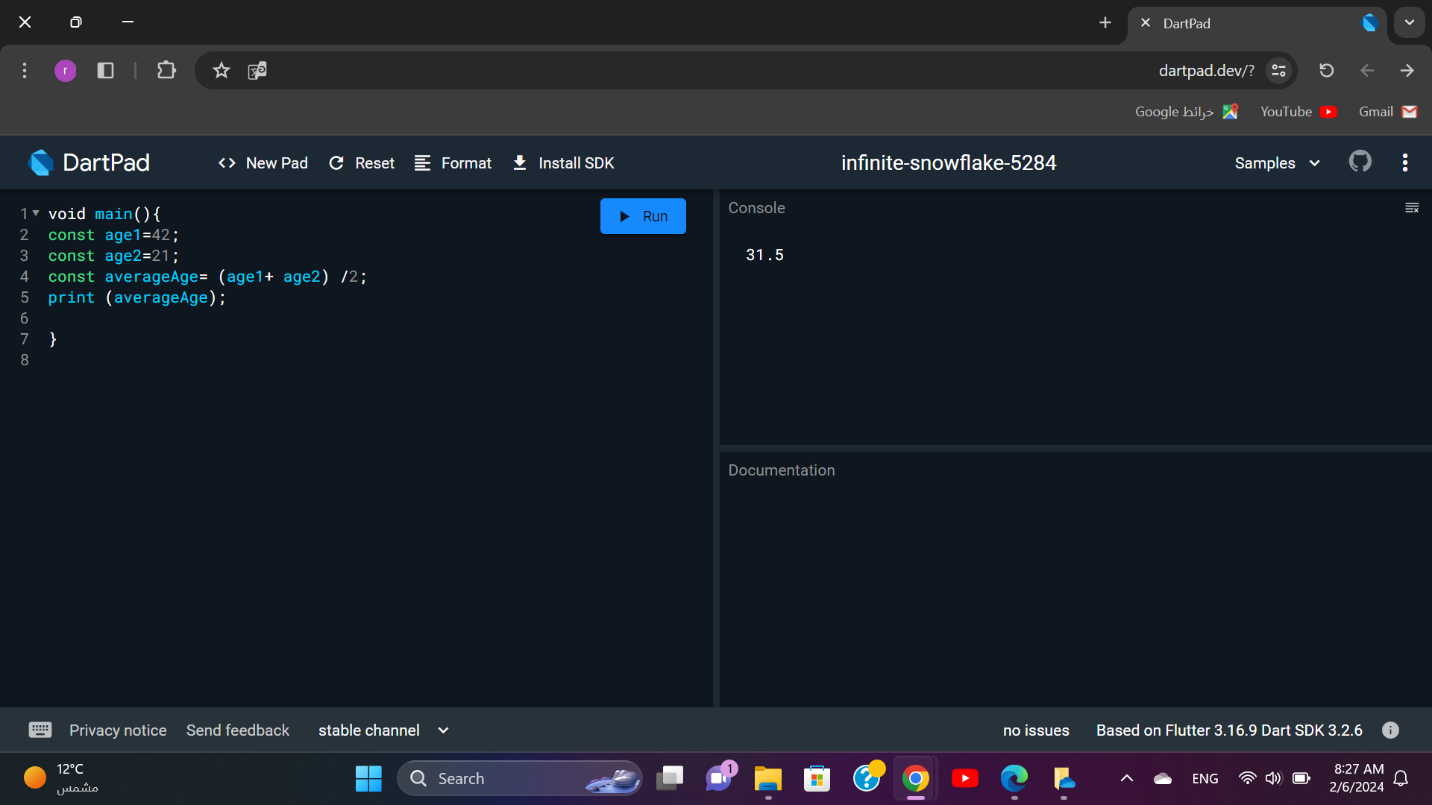 DartPad
r
dartpad.dev/?
خرائط Google
YouTube
Gmail
DartPad
<> New Pad
Reset
Format
Install SDK
infinite-snowflake-5284
Samples
1 void main(){
2 const age1=42;
3 const age2=21;
4 const averageAge= (age1+ age2) /2;
5 print (averageAge);
6
7 }
8
Run
Console
31.5
Documentation
Privacy notice
Send feedback
stable channel
no issues
Based on Flutter 3.16.9 Dart SDK 3.2.6
12°C
مشمس
Search
1
ENG
8:27 AM
2/6/2024